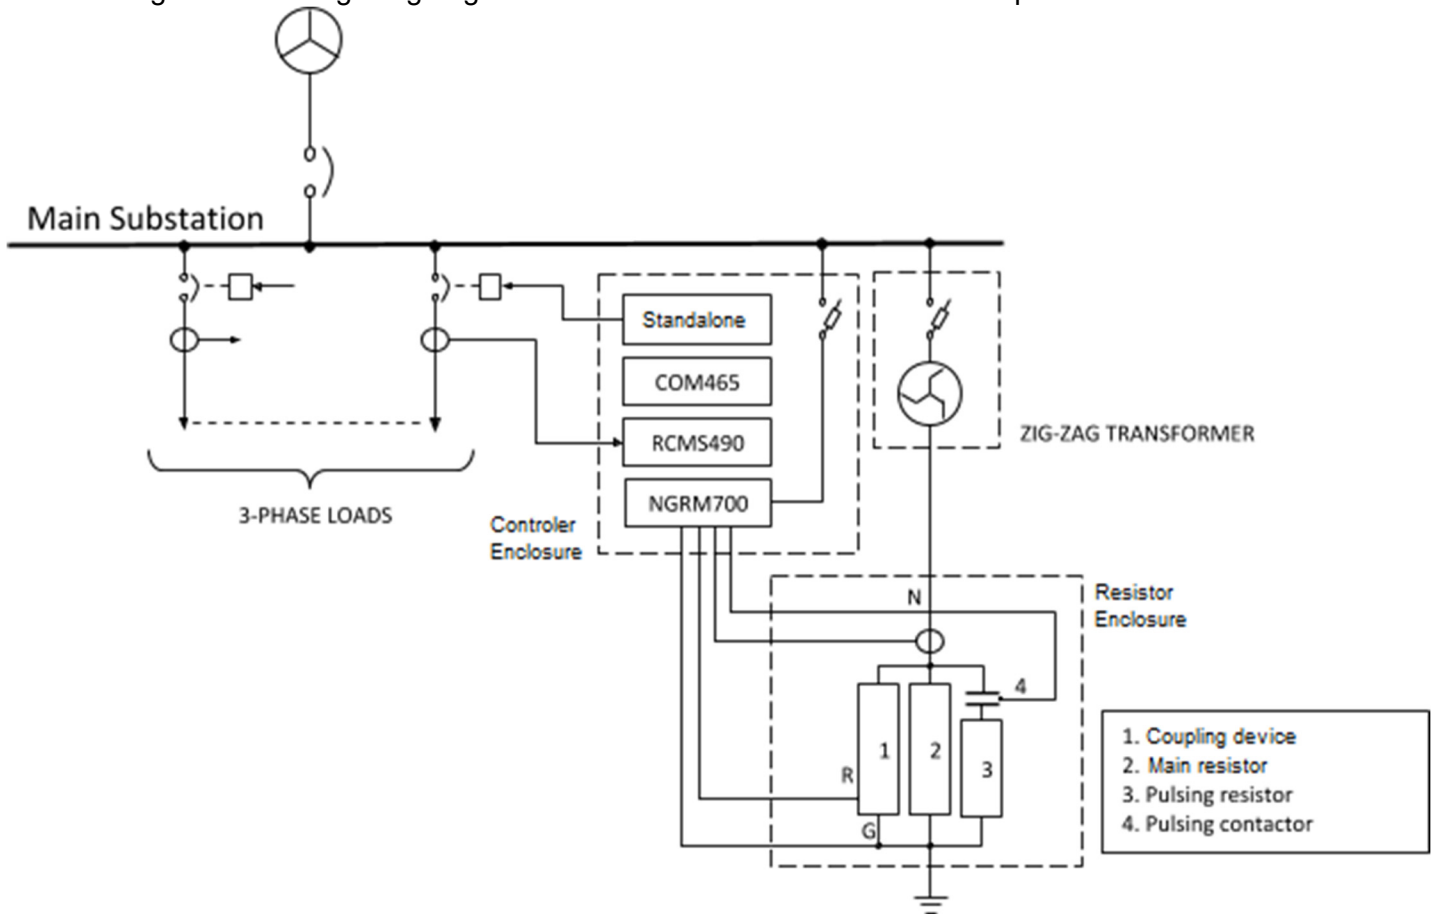 Main Substation
Standalone
COM465
RCMS490
NGRM700
ZIG-ZAG TRANSFORMER
3-PHASE LOADS
Controler
Enclosure
N
Resistor
Enclosure
4
1
2
3
R
G
1. Coupling device
2. Main resistor
3. Pulsing resistor
4. Pulsing contactor